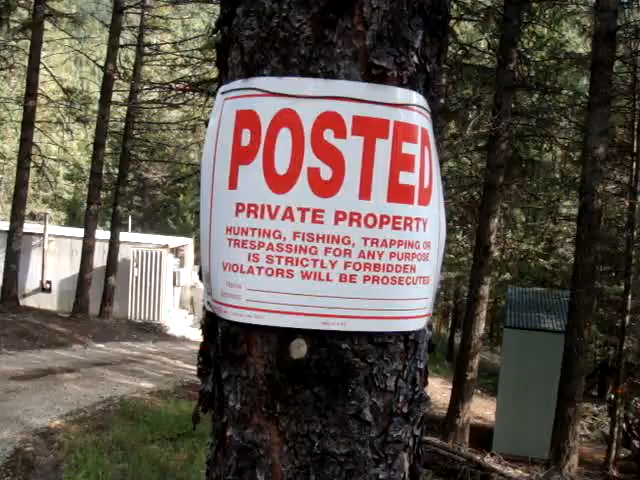 POSTED
PRIVATE PROPERTY
HUNTING, FISHING, TRAPPING OR
TRESPASSING FOR ANY PURPOSE
IS STRICTLY FORBIDDEN
VIOLATORS WILL BE PROSECUTED